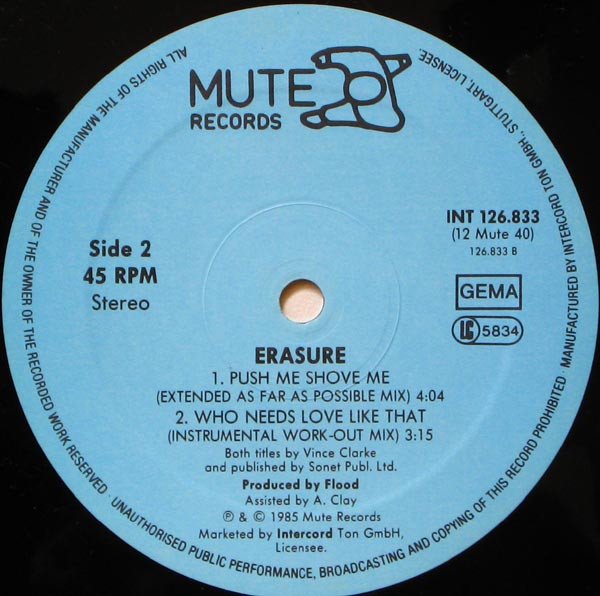 MUTE
RECORDS
Side 2
45 RPM
Stereo
INT 126.833
(12 Mute 40)
126.833 B
GEMA
LC 5834
ERASURE
1. PUSH ME SHOVE ME
(EXTENDED AS FAR AS POSSIBLE MIX) 4:04
2. WHO NEEDS LOVE LIKE THAT
(INSTRUMENTAL WORK-OUT MIX) 3:15
Both titles by Vince Clarke
and published by Sonet Publ. Ltd.
Produced by Flood
Assisted by A. Clay
℗ & © 1985 Mute Records
Marketed by Intercord Ton GmbH,
Licensee.
ALL RIGHTS OF THE MANUFACTURER AND OF THE OWNER OF THE RECORDED WORK RESERVED · UNAUTHORISED PUBLIC PERFORMANCE, BROADCASTING AND COPYING OF THIS RECORD PROHIBITED · MANUFACTURED BY INTERCORD TON GMBH., STUTTGART, LICENSEE.